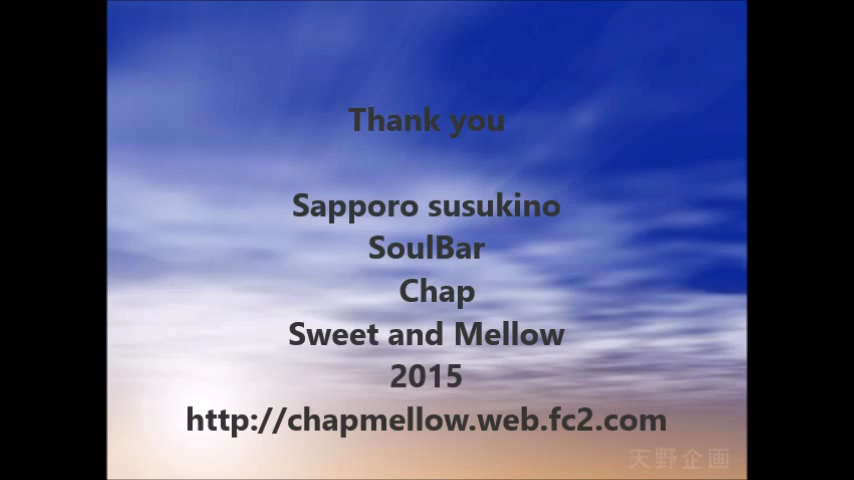 Thank you
Sapporo susukino
SoulBar
Chap
Sweet and Mellow
2015
http://chapmellow.web.fc2.com
天野企画